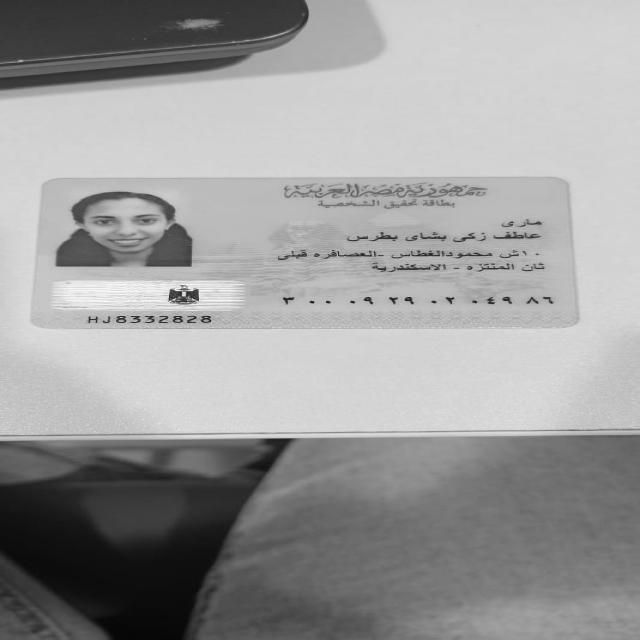 جمهورية مصر العربية
بطاقة تحقيق الشخصية
مارى
عاطف زكى بشاى بطرس
١٠ش محمودالغطاس -العصافره قبلى
ثان المنتزه - الاسكندرية
٣٠٠٠٩٢٩٠٢٠٤٩٨٦
HJ8332828